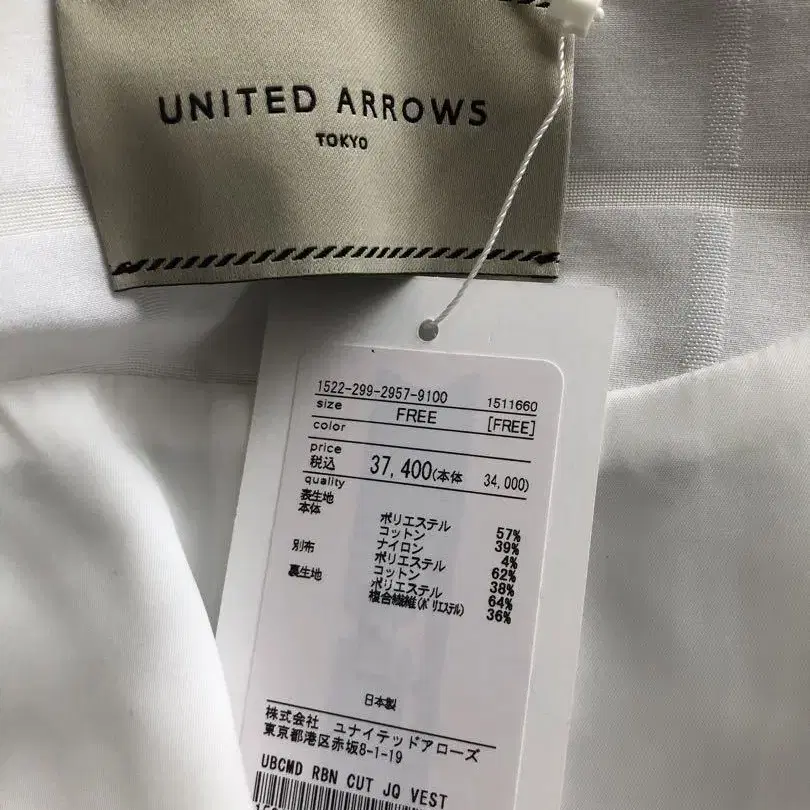 UNITED ARROWS
TOKYO
1522-299-2957-9100 1511660
size FREE [FREE]
color
price
税込 37,400(本体 34,000)
quality
表生地
本体 ポリエステル 57%
コットン 39%
ナイロン 4%
別布 ポリエステル 62%
コットン 38%
裏生地 ポリエステル 64%
複合繊維(ポリエステル) 36%
日本製
株式会社 ユナイテッドアローズ
東京都港区赤坂8-1-19
UBCMD RBN CUT JQ VEST